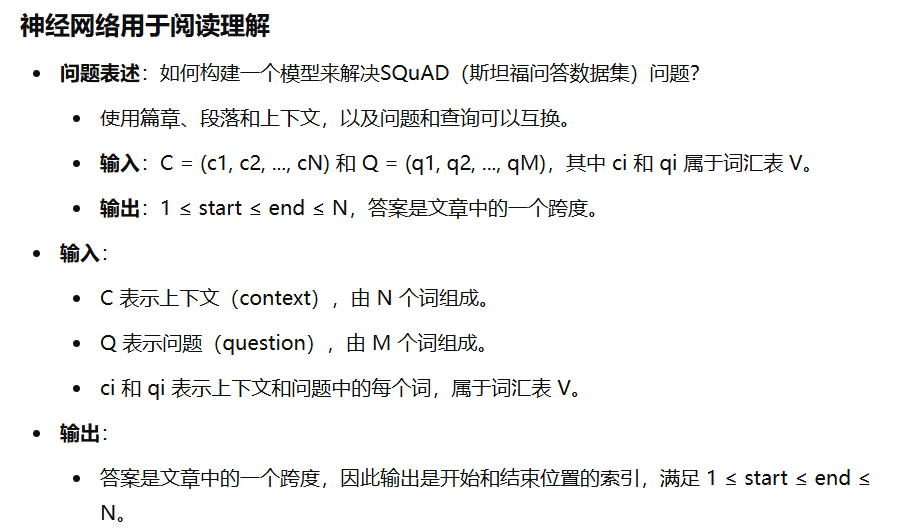 神经网络用于阅读理解
• 问题表述：如何构建一个模型来解决SQuAD（斯坦福问答数据集）问题？
• 使用篇章、段落和上下文，以及问题和查询可以互换。
• 输入：C = (c1, c2, ..., cN) 和 Q = (q1, q2, ..., qM)，其中 ci 和 qi 属于词汇表 V。
• 输出：1 ≤ start ≤ end ≤ N，答案是文章中的一个跨度。
• 输入：
• C 表示上下文（context），由 N 个词组成。
• Q 表示问题（question），由 M 个词组成。
• ci 和 qi 表示上下文和问题中的每个词，属于词汇表 V。
• 输出：
• 答案是文章中的一个跨度，因此输出是开始和结束位置的索引，满足 1 ≤ start ≤ end ≤
N。